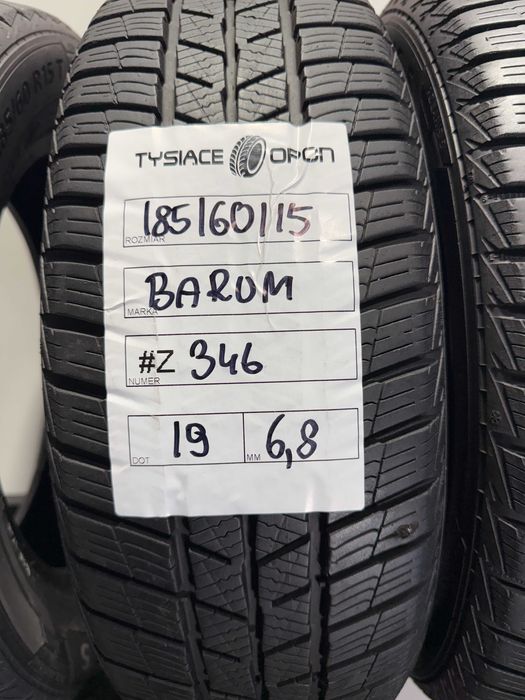 TYSIACE OPON
185/60/15
ROZMIAR
BARUM
MARKA
#Z 346
NUMER
19 6,8
DOT MM